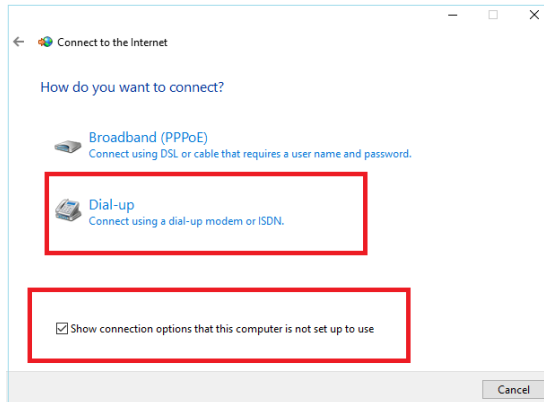 Connect to the Internet
How do you want to connect?
Broadband (PPPoE)
Connect using DSL or cable that requires a user name and password.
Dial-up
Connect using a dial-up modem or ISDN.
Show connection options that this computer is not set up to use
Cancel